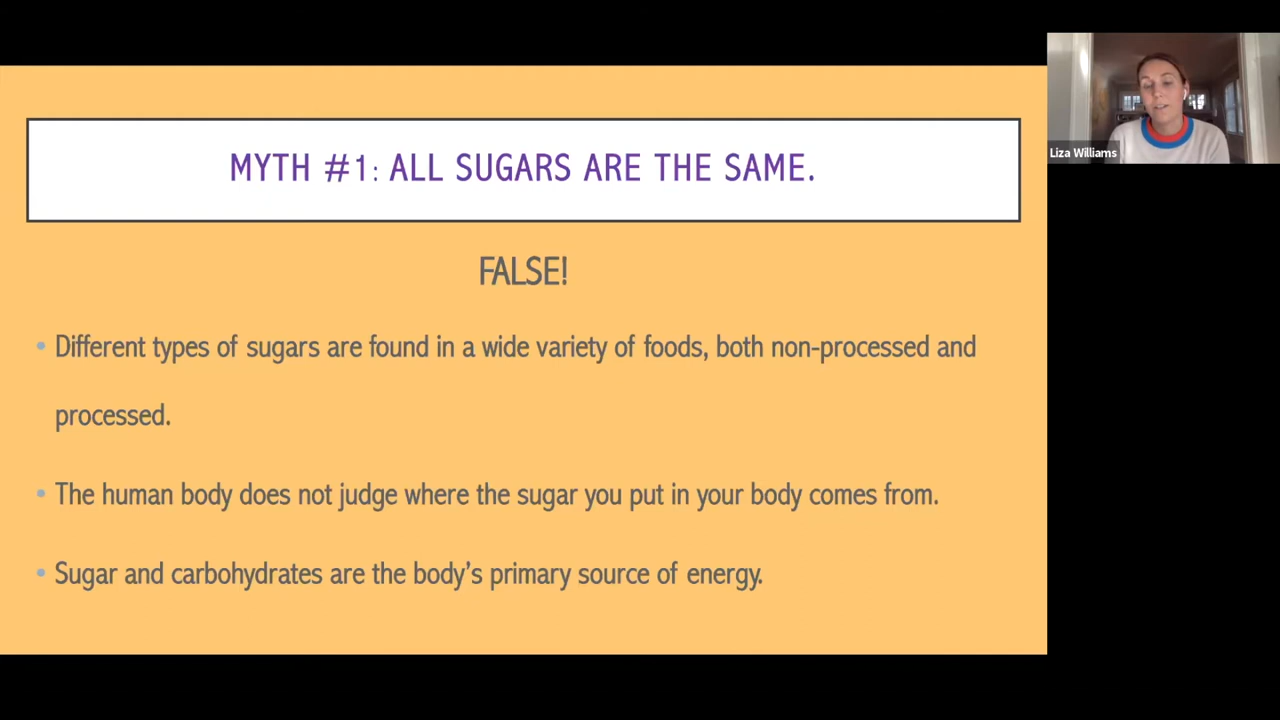 MYTH #1: ALL SUGARS ARE THE SAME.
FALSE!
• Different types of sugars are found in a wide variety of foods, both non-processed and
processed.
• The human body does not judge where the sugar you put in your body comes from.
• Sugar and carbohydrates are the body's primary source of energy.
Liza Williams